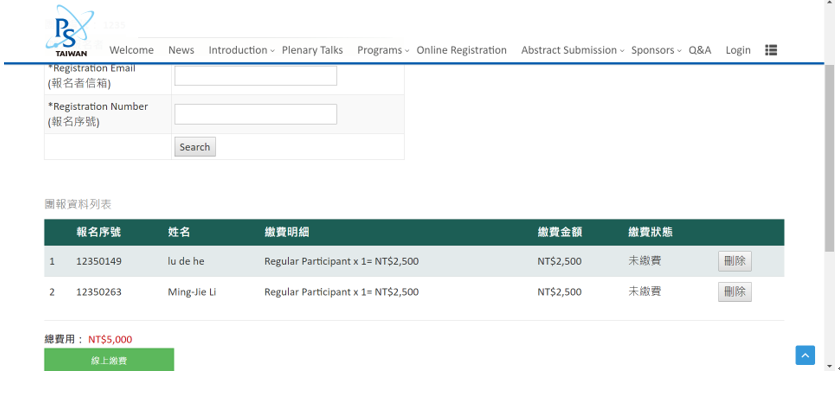 PS
TAIWAN
Welcome News Introduction Plenary Talks Programs Online Registration Abstract Submission Sponsors Q&A Login
*Registration Email
(報名者信箱)
*Registration Number
(報名序號)
Search
團報資料列表
報名序號 姓名 繳費明細 繳費金額 繳費狀態
1 12350149 lu de he Regular Participant x 1= NT$2,500 NT$2,500 未繳費 刪除
2 12350263 Ming-Jie Li Regular Participant x 1= NT$2,500 NT$2,500 未繳費 刪除
總費用： NT$5,000
線上繳費